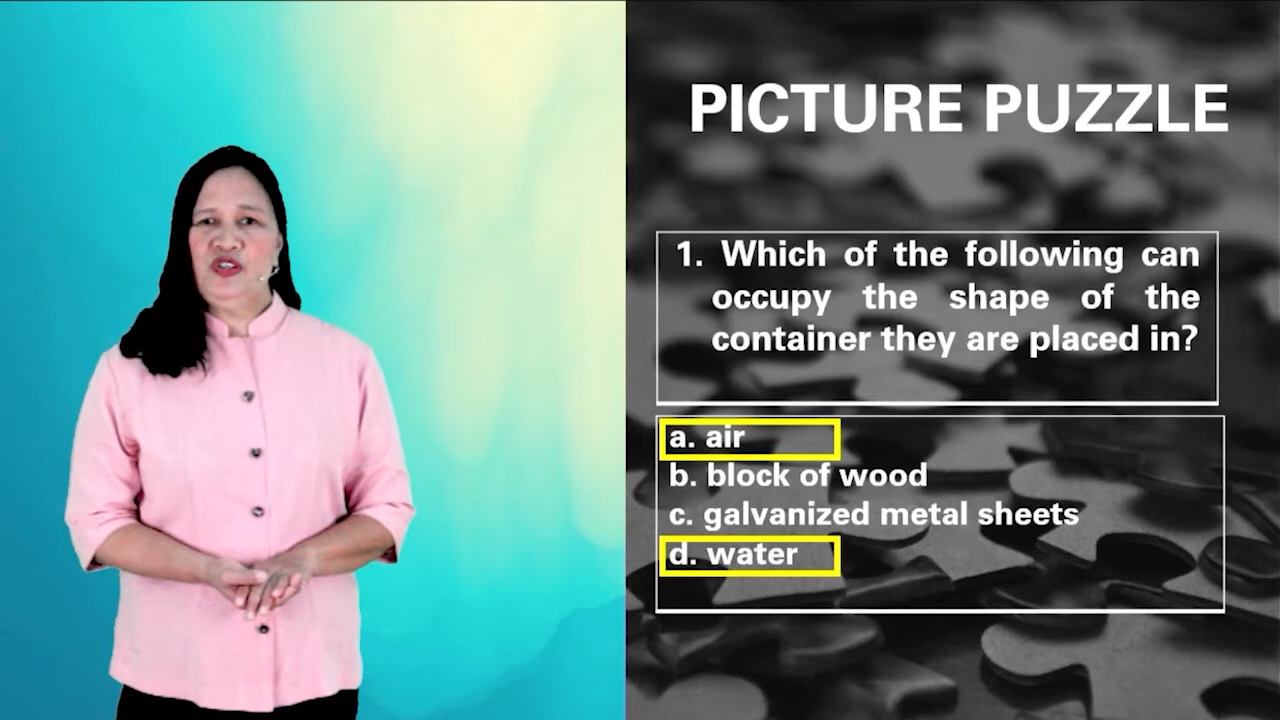 PICTURE PUZZLE
1. Which of the following can
occupy the shape of the
container they are placed in?
a. air
b. block of wood
c. galvanized metal sheets
d. water